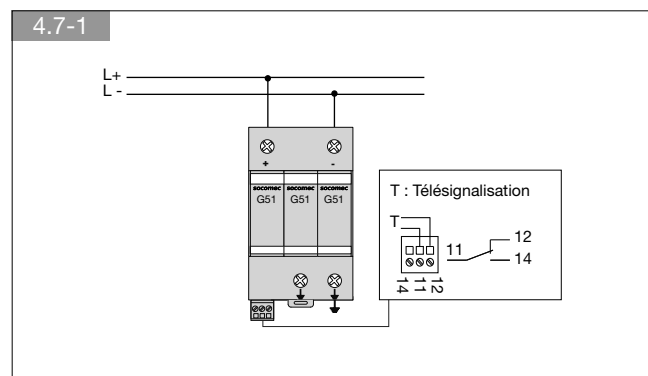 4.7-1
L+
L -
+ -
socomec socomec socomec
G51 G51 G51
T : Télésignalisation
T
11
12
14
14 11 12